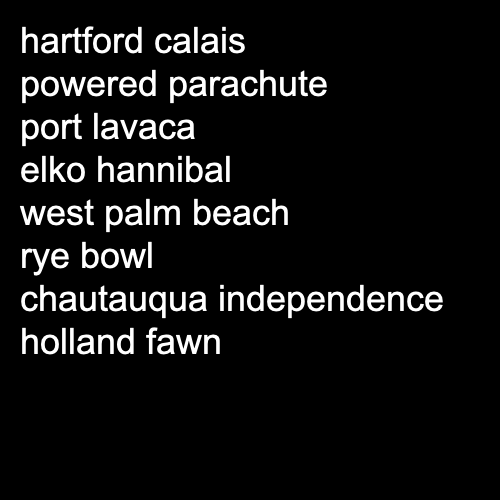 hartford calais
powered parachute
port lavaca
elko hannibal
west palm beach
rye bowl
chautauqua independence
holland fawn